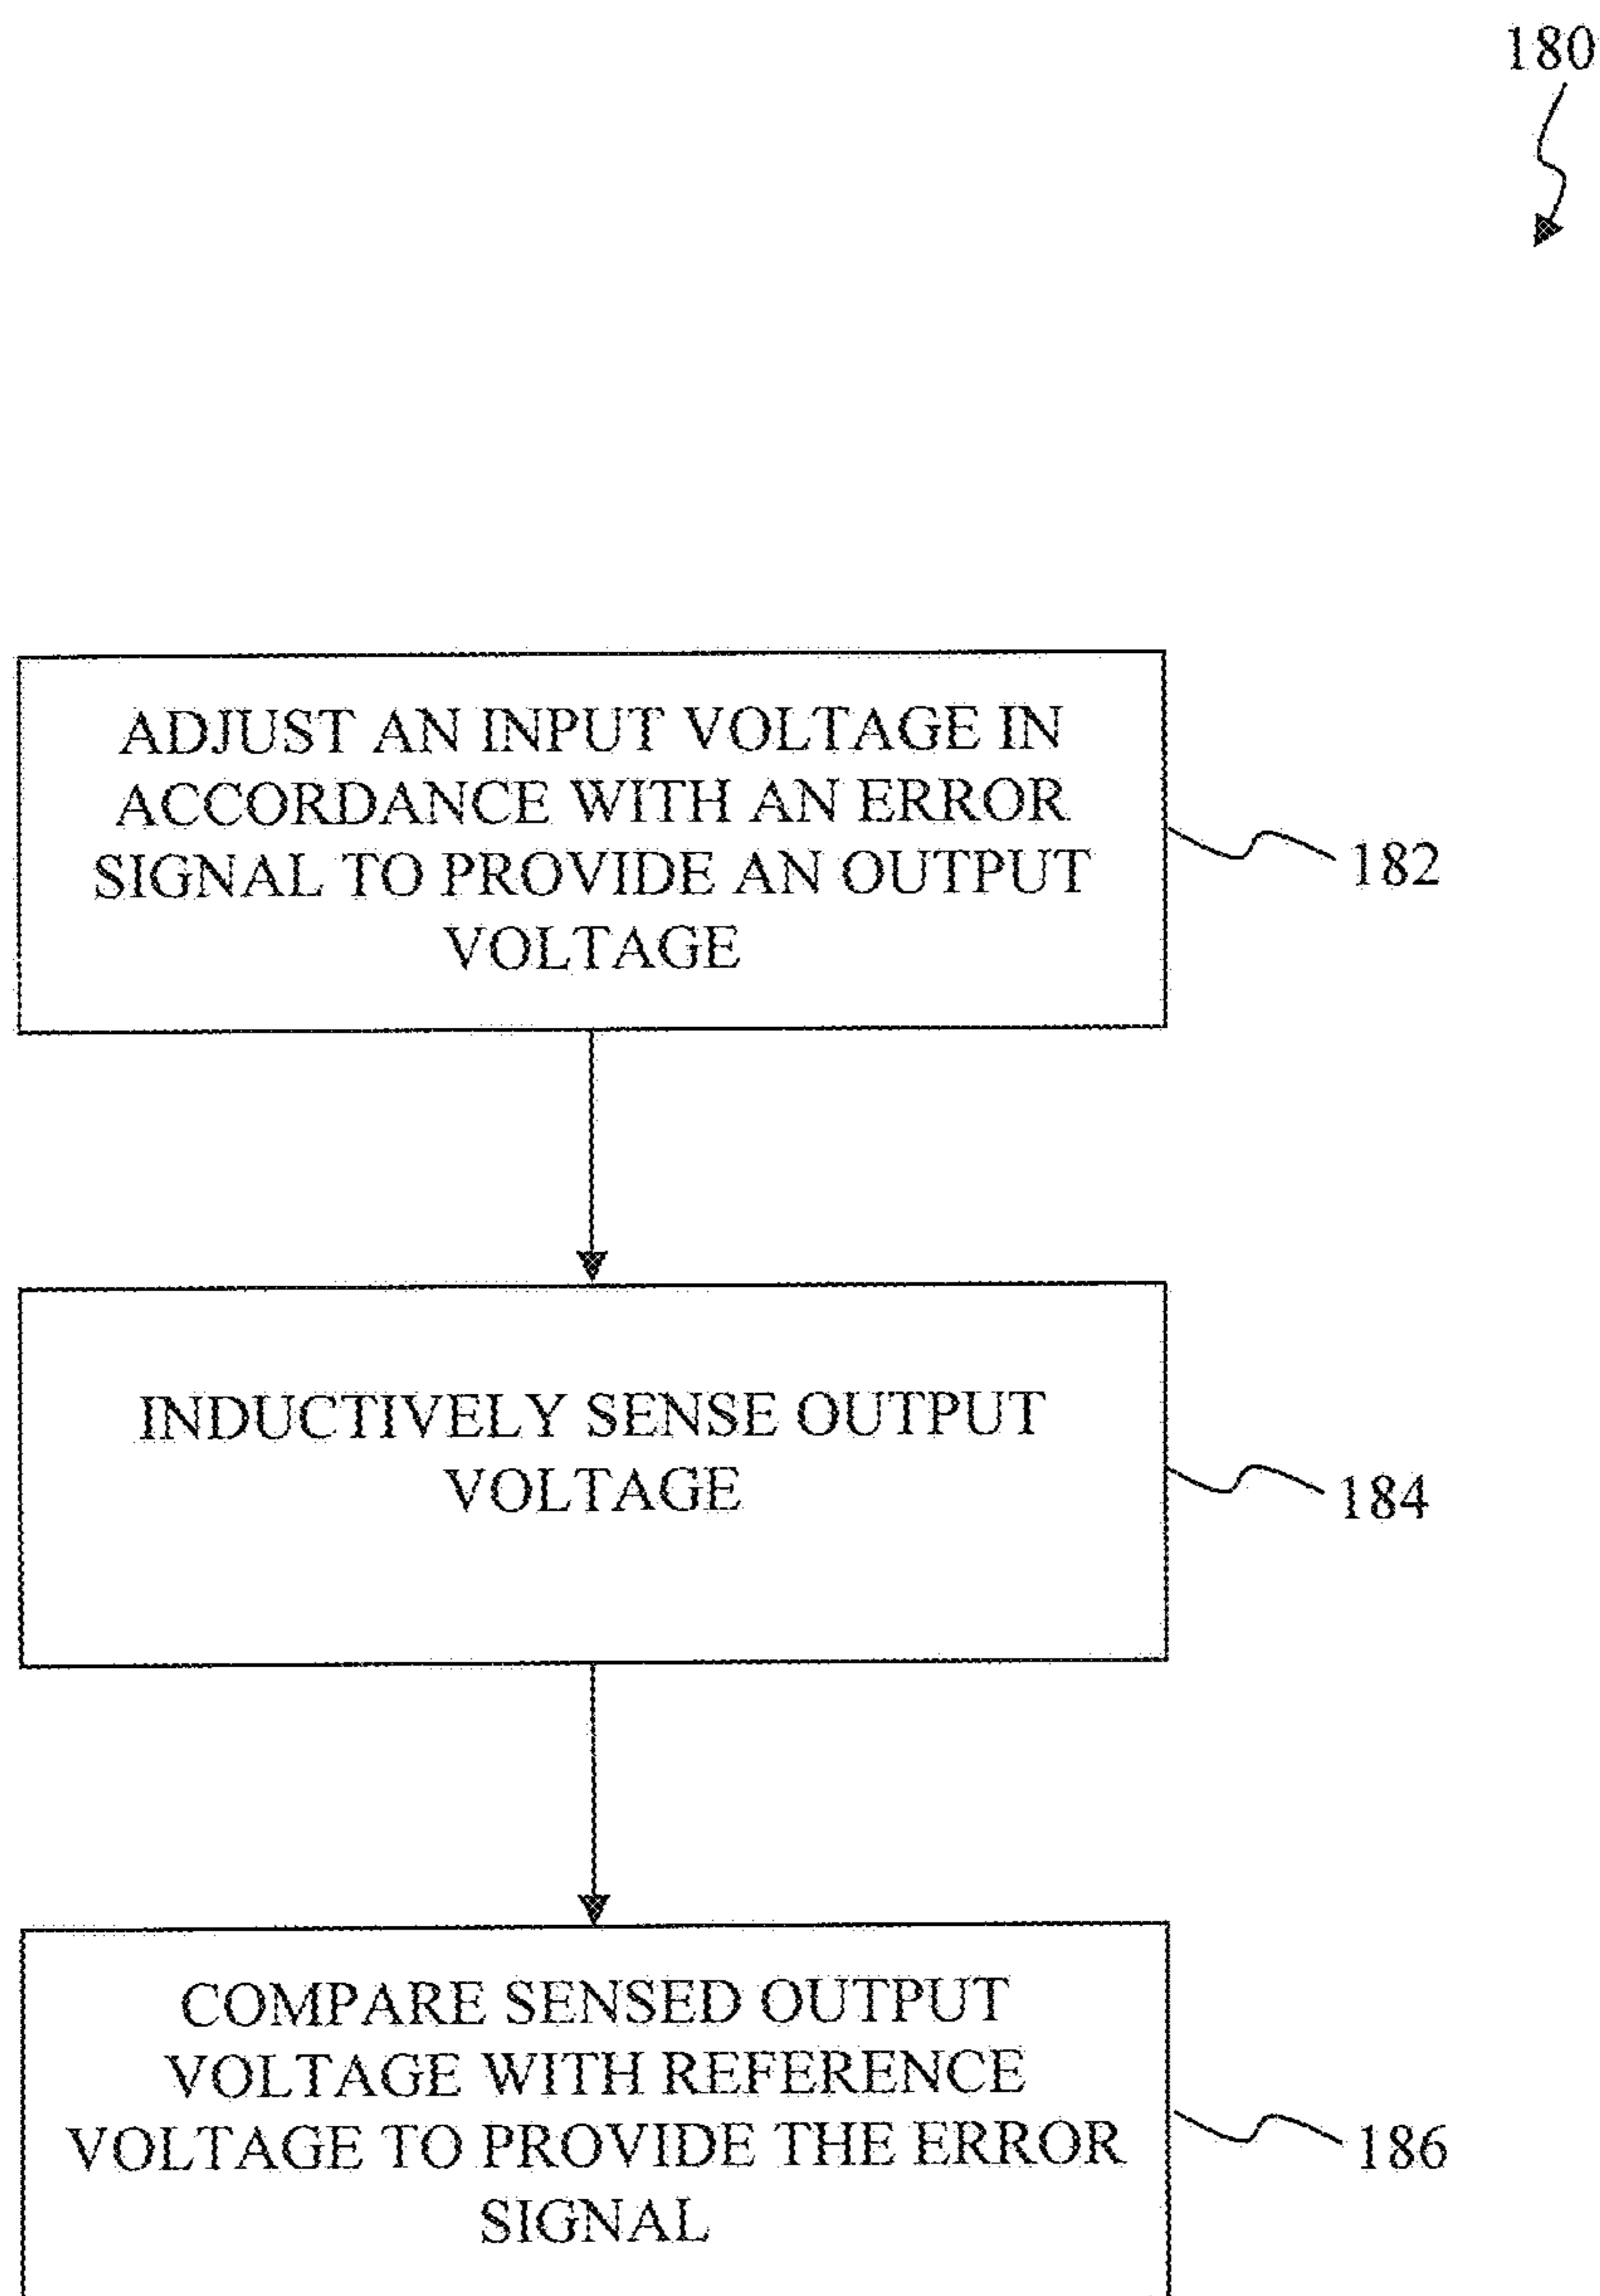 180
ADJUST AN INPUT VOLTAGE IN
ACCORDANCE WITH AN ERROR
SIGNAL TO PROVIDE AN OUTPUT
VOLTAGE
182
INDUCTIVELY SENSE OUTPUT
VOLTAGE
184
COMPARE SENSED OUTPUT
VOLTAGE WITH REFERENCE
VOLTAGE TO PROVIDE THE ERROR
SIGNAL
186